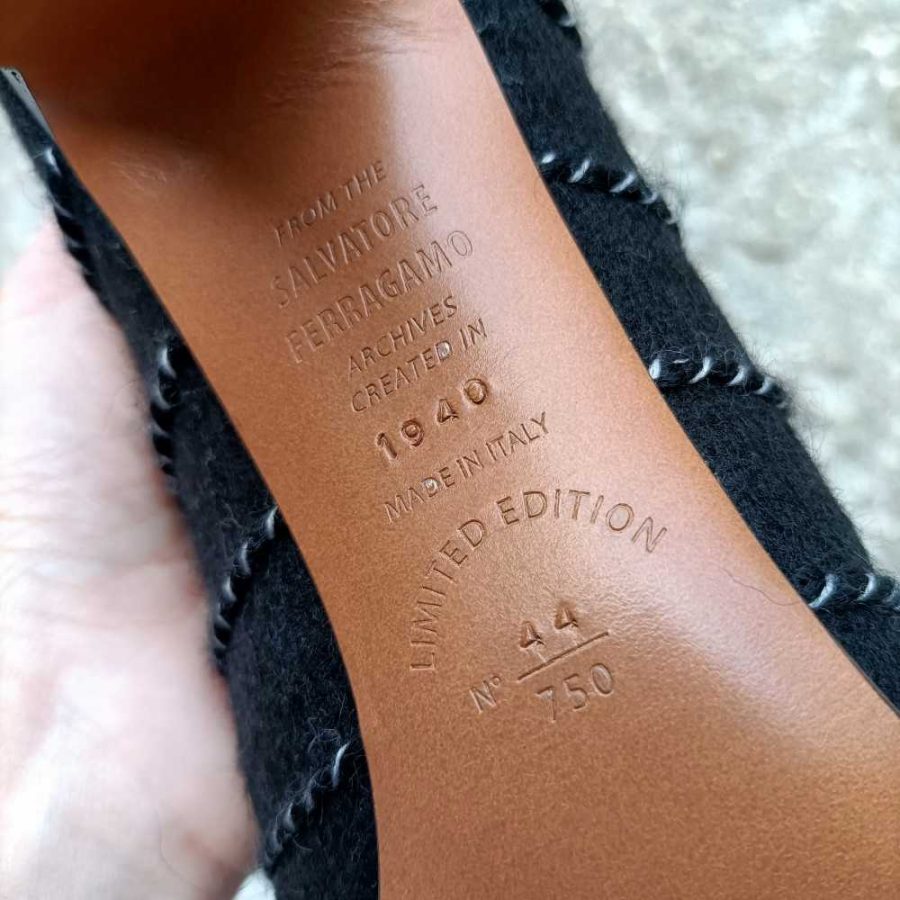 FROM THE
SALVATORE
FERRAGAMO
ARCHIVES
CREATED IN
1940
MADE IN ITALY
LIMITED EDITION
N° 44/750